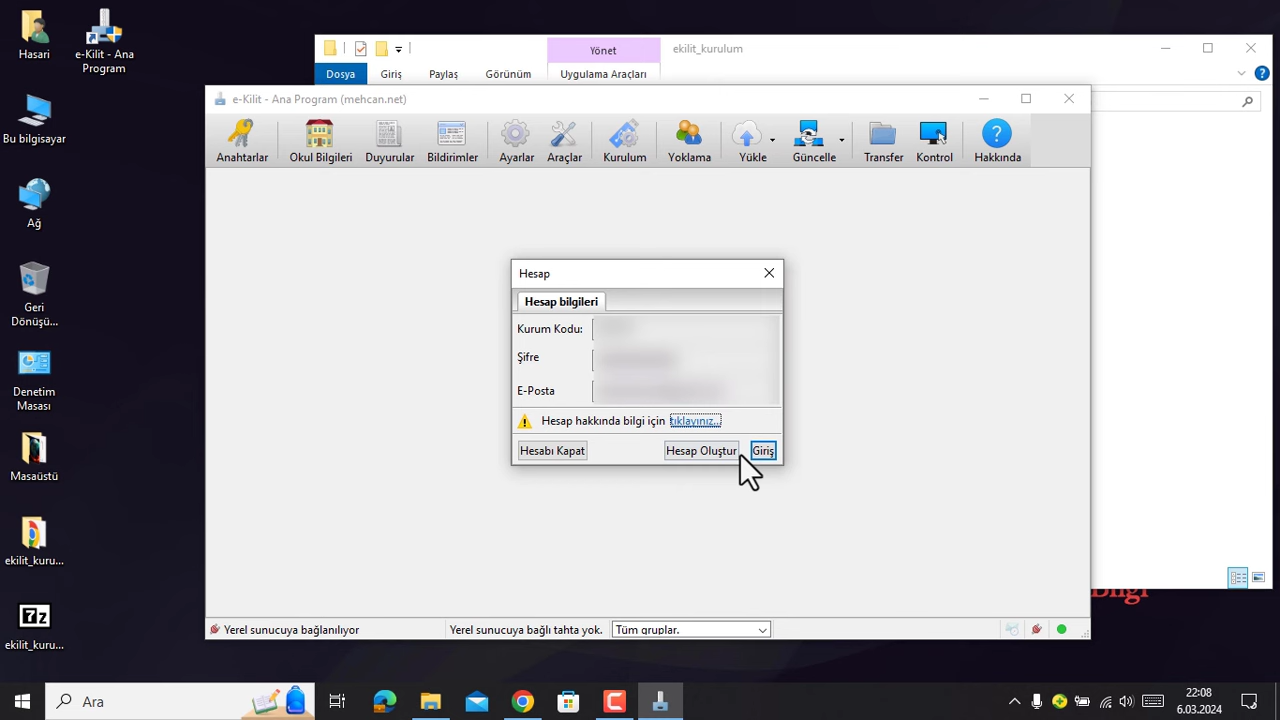 Hasari
e-Kilit - Ana
Program
Bu bilgisayar
Ağ
Geri
Dönüşü...
Denetim
Masası
Masaüstü
ekilit_kuru...
7z
ekilit_kuru...
Yönet
ekilit_kurulum
Dosya
Giriş
Paylaş
Görünüm
Uygulama Araçları
e-Kilit - Ana Program (mehcan.net)
Anahtarlar
Okul Bilgileri
Duyurular
Bildirimler
Ayarlar
Araçlar
Kurulum
Yoklama
Yükle
Güncelle
Transfer
Kontrol
Hakkında
Hesap
Hesap bilgileri
Kurum Kodu:
Şifre
E-Posta
Hesap hakkında bilgi için tıklayınız...
Hesabı Kapat
Hesap Oluştur
Giriş
Bilgi
Yerel sunucuya bağlanılıyor
Yerel sunucuya bağlı tahta yok.
Tüm gruplar.
Ara
22:08
6.03.2024